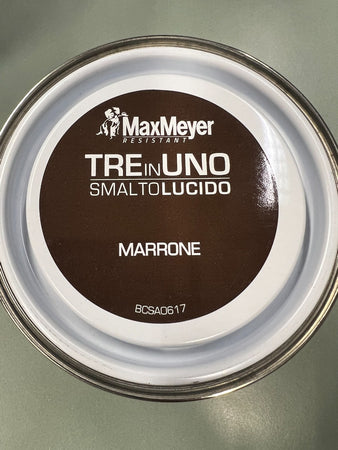 MaxMeyer
RESISTANT
TREINUNO
SMALTOLUCIDO
MARRONE
BCSA0617